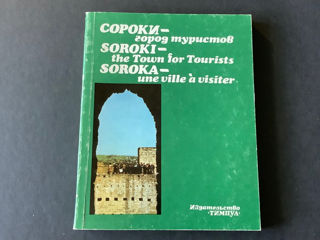 СОРОКИ—
город туристов
SOROKI—
the Town for Tourists
SOROKA—
une ville à visiter
Издательство
«ТИМПУЛ»